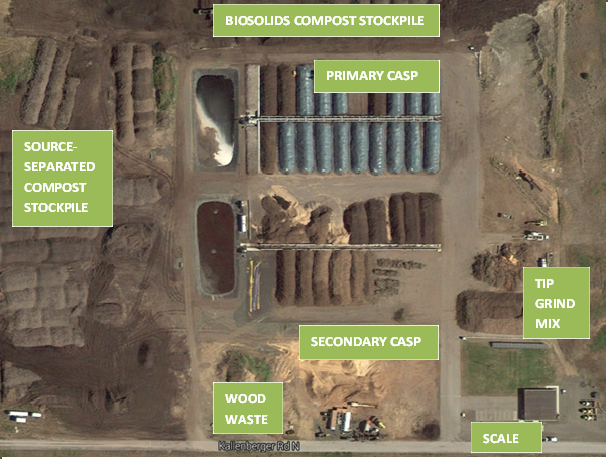 BIOSOLIDS COMPOST STOCKPILE
PRIMARY CASP
SOURCE-
SEPARATED
COMPOST
STOCKPILE
TIP
GRIND
MIX
SECONDARY CASP
WOOD
WASTE
SCALE
Kallenberger Rd N